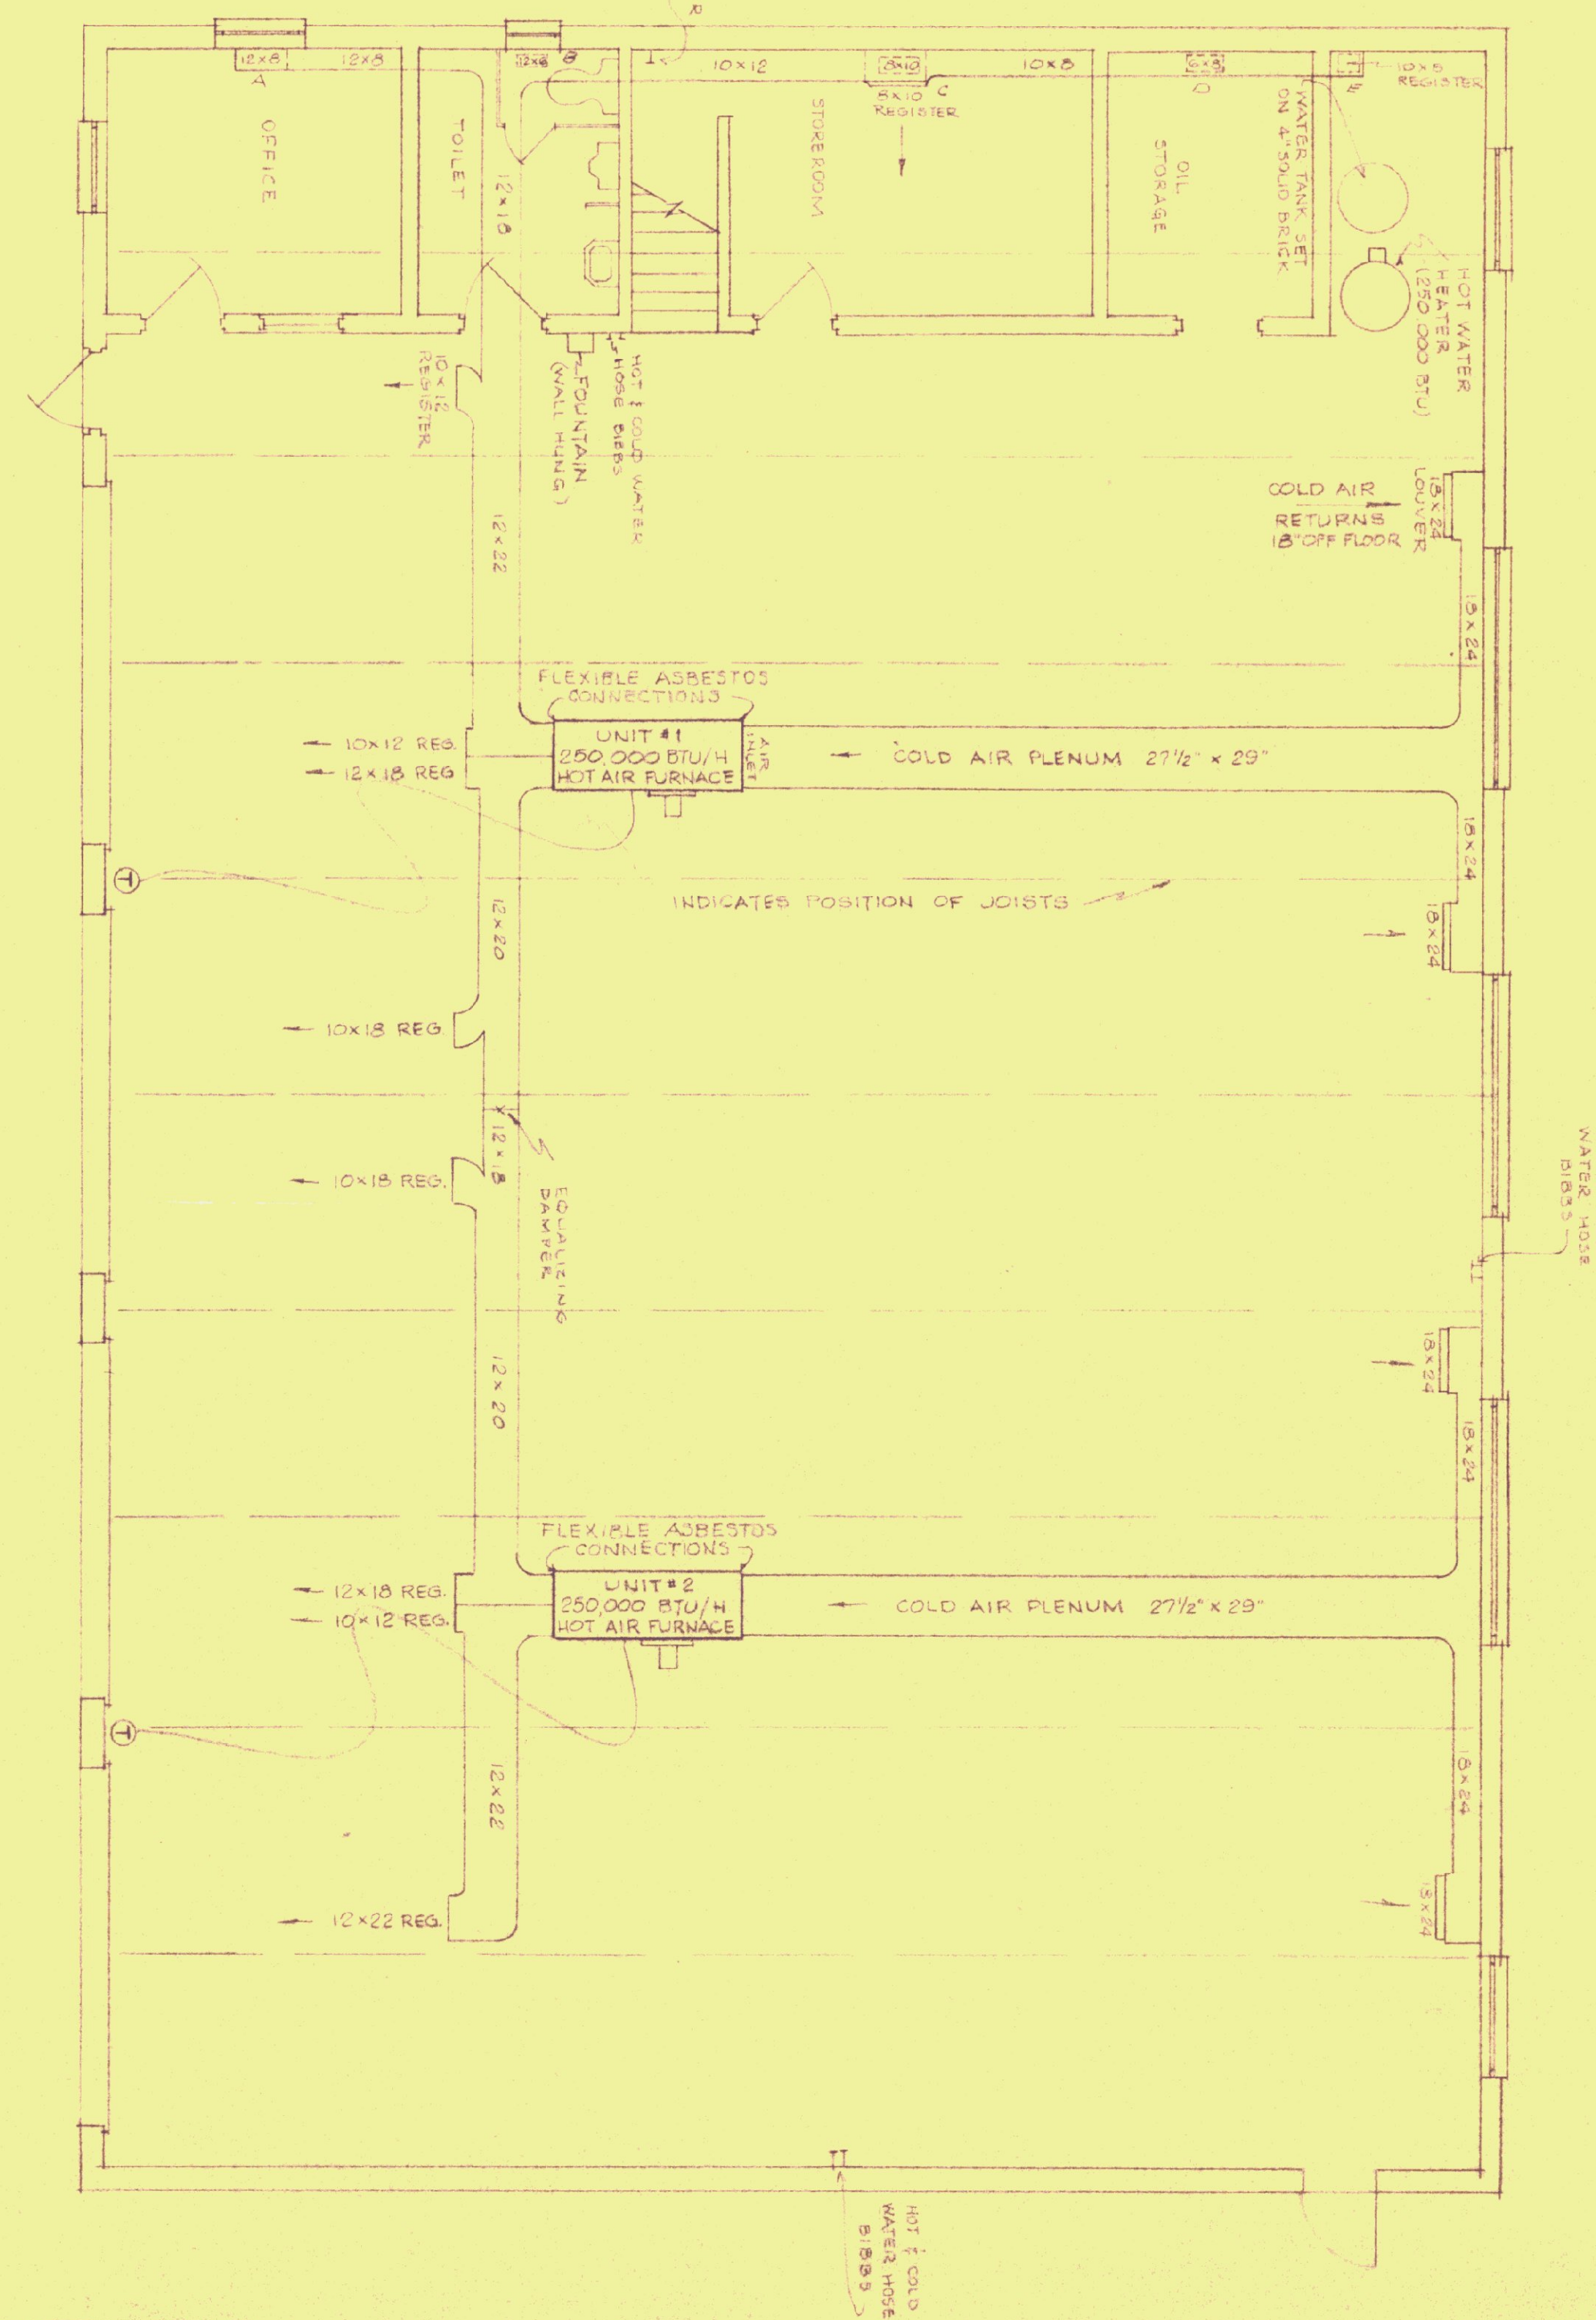 12x8
12x8
A
OFFICE
TOILET
12x18
12x8
B
10x12
8x10
8x10 C
REGISTER
10x8
STOREROOM
OIL
STORAGE
6x8
D
WATER TANK SET
ON 4" SOLID BRICK
10x8
REGISTER
E
HOT WATER
HEATER
(250 000 BTU)
10x12
REGISTER
FOUNTAIN
(WALL HUNG)
HOT & COLD WATER
HOSE BIBBS
12x22
COLD AIR
RETURNS
18" OFF FLOOR
18x24
LOUVER
18x24
FLEXIBLE ASBESTOS
CONNECTIONS
UNIT #1
250,000 BTU/H
HOT AIR FURNACE
AIR
INLET
COLD AIR PLENUM 27½" x 29"
10x12 REG.
12x18 REG
18x24
T
INDICATES POSITION OF JOISTS
12x20
18x24
10x18 REG.
12x18
EQUALIZING
DAMPER
10x18 REG.
WATER HOSE
BIBBS
12x20
18x24
18x24
FLEXIBLE ASBESTOS
CONNECTIONS
UNIT #2
250,000 BTU/H
HOT AIR FURNACE
COLD AIR PLENUM 27½" x 29"
12x18 REG.
10x12 REG.
T
12x22
18x24
12x22 REG.
18x24
HOT & COLD
WATER HOSE
BIBBS